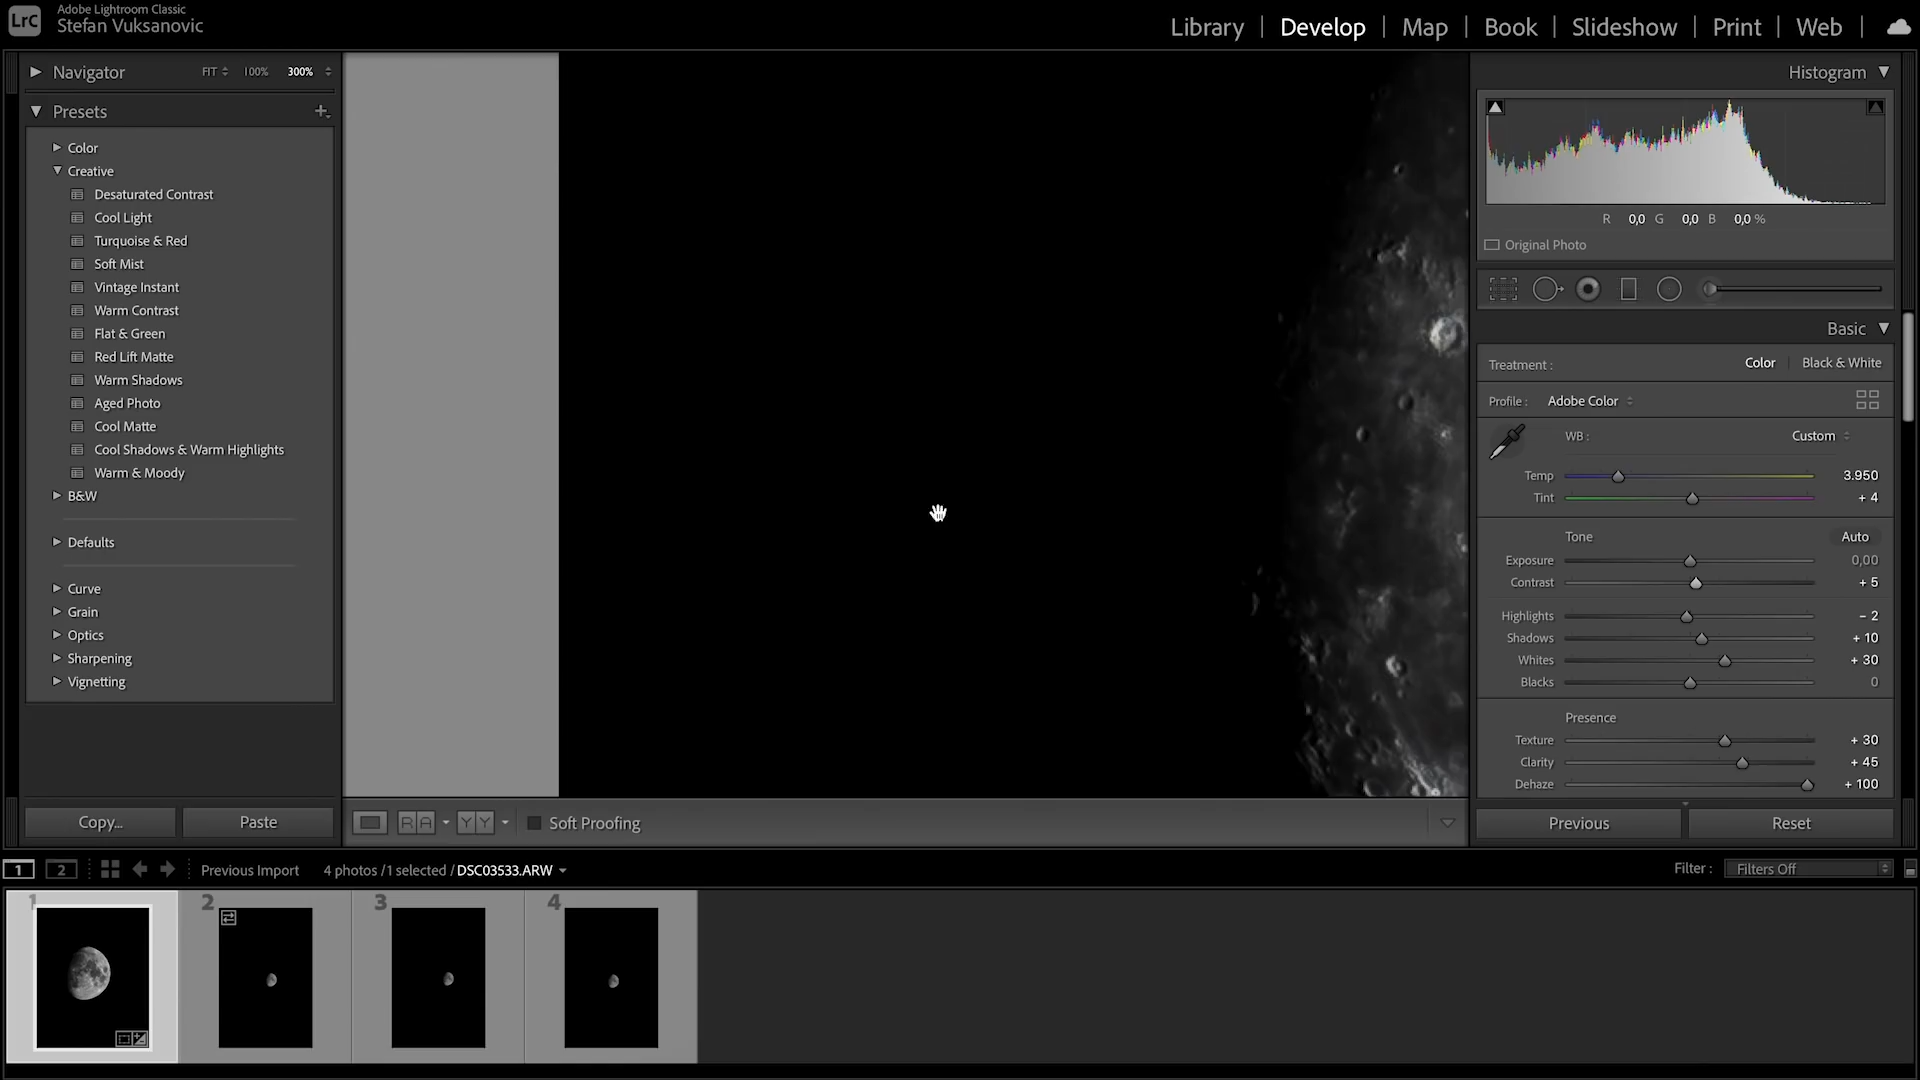 LrC
Adobe Lightroom Classic
Stefan Vuksanovic
Library
Develop
Map
Book
Slideshow
Print
Web
Navigator
FIT
100%
300%
Presets
Color
Creative
Desaturated Contrast
Cool Light
Turquoise & Red
Soft Mist
Vintage Instant
Warm Contrast
Flat & Green
Red Lift Matte
Warm Shadows
Aged Photo
Cool Matte
Cool Shadows & Warm Highlights
Warm & Moody
B&W
Defaults
Curve
Grain
Optics
Sharpening
Vignetting
Copy...
Paste
R A
Y Y
Soft Proofing
Histogram
R 0,0 G 0,0 B 0,0 %
Original Photo
Basic
Treatment :
Color
Black & White
Profile : Adobe Color
WB : Custom
Temp 3.950
Tint + 4
Tone Auto
Exposure 0,00
Contrast + 5
Highlights − 2
Shadows + 10
Whites + 30
Blacks 0
Presence
Texture + 30
Clarity + 45
Dehaze + 100
Previous
Reset
1
2
Previous Import
4 photos /1 selected / DSC03533.ARW
Filter : Filters Off
1
2
3
4